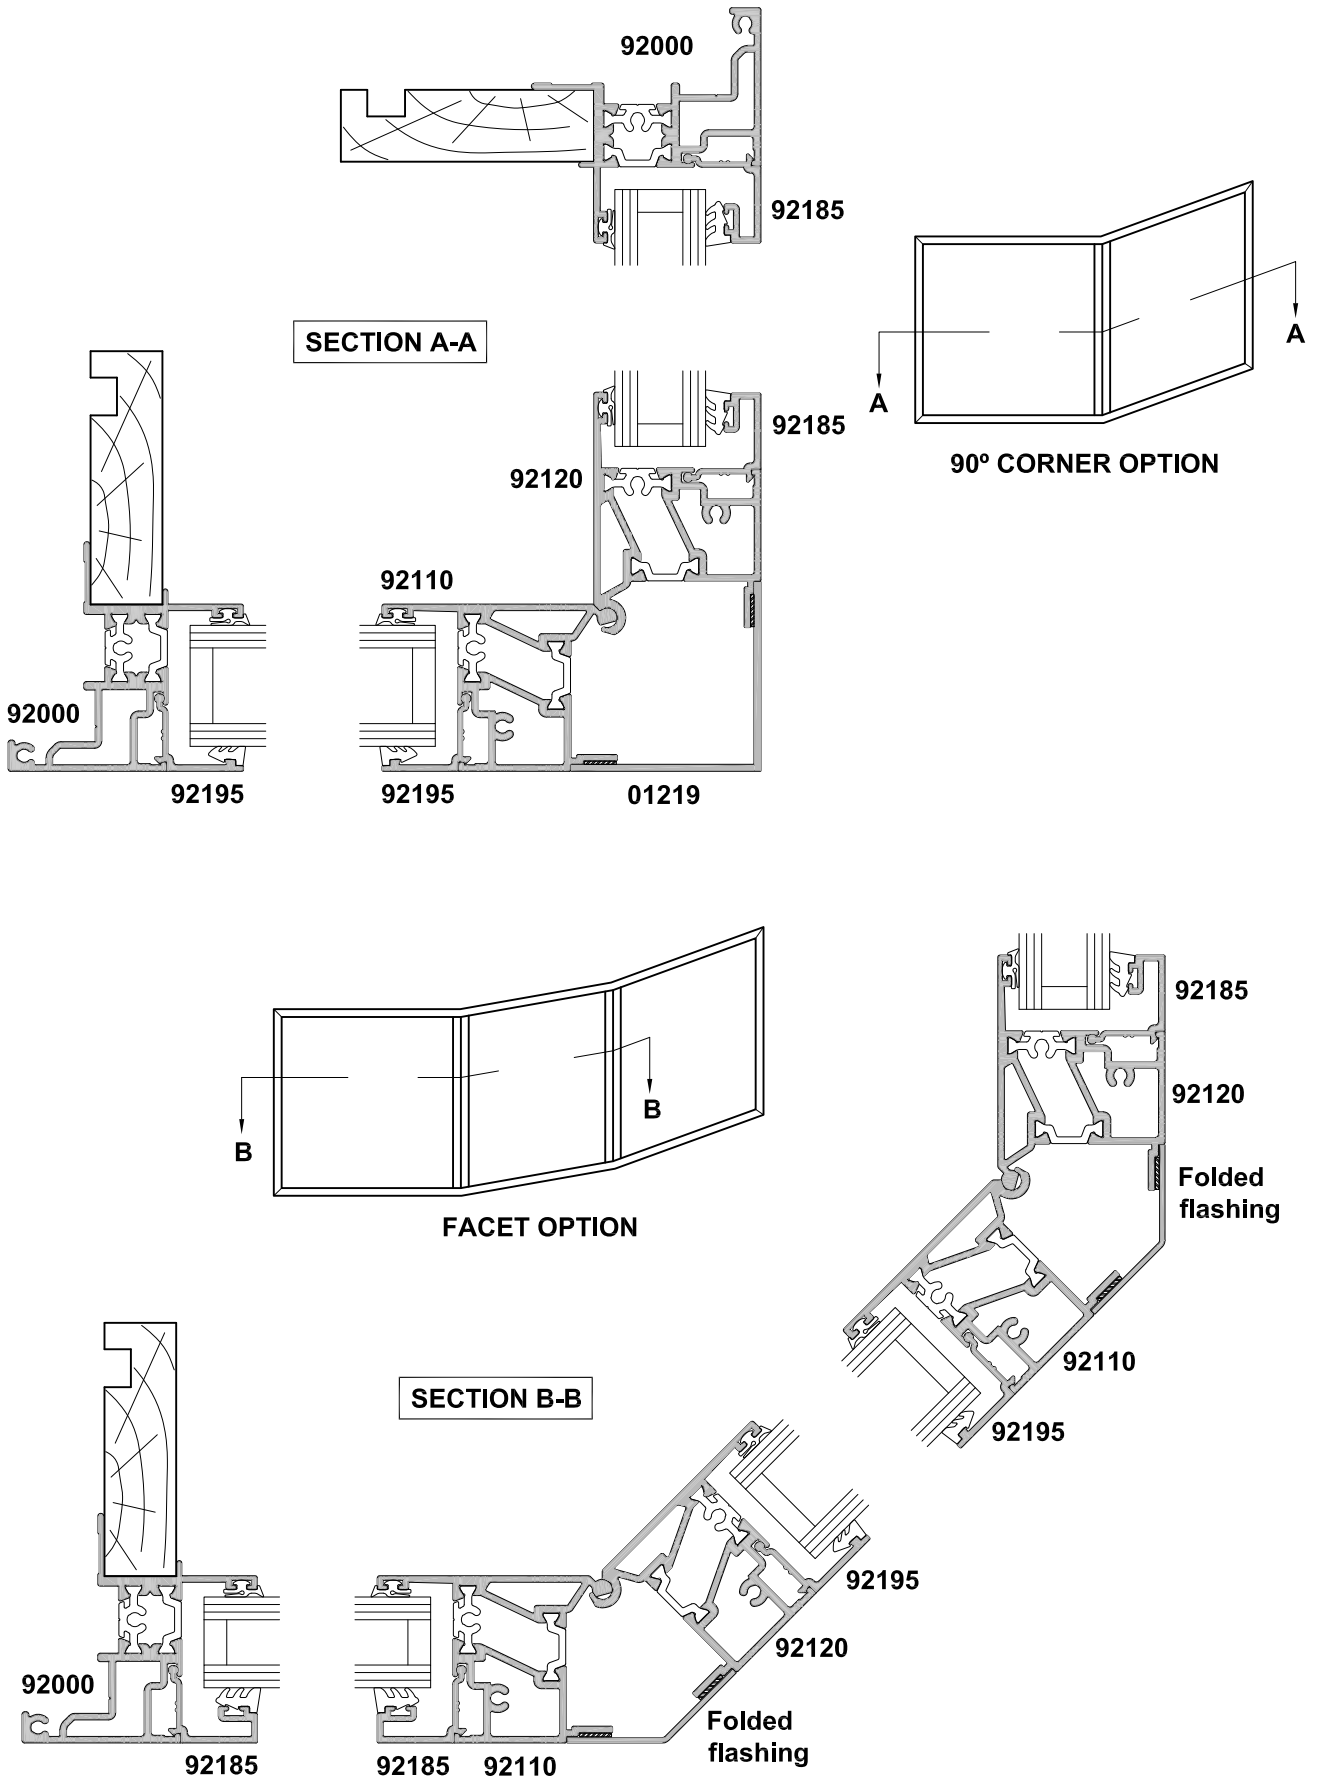 92000
92185
SECTION A-A
A
A
92185
90º CORNER OPTION
92120
92110
92000
92195
92195
01219
92185
B
92120
B
Folded
flashing
FACET OPTION
92110
SECTION B-B
92195
92195
92120
92000
Folded
flashing
92185
92185
92110